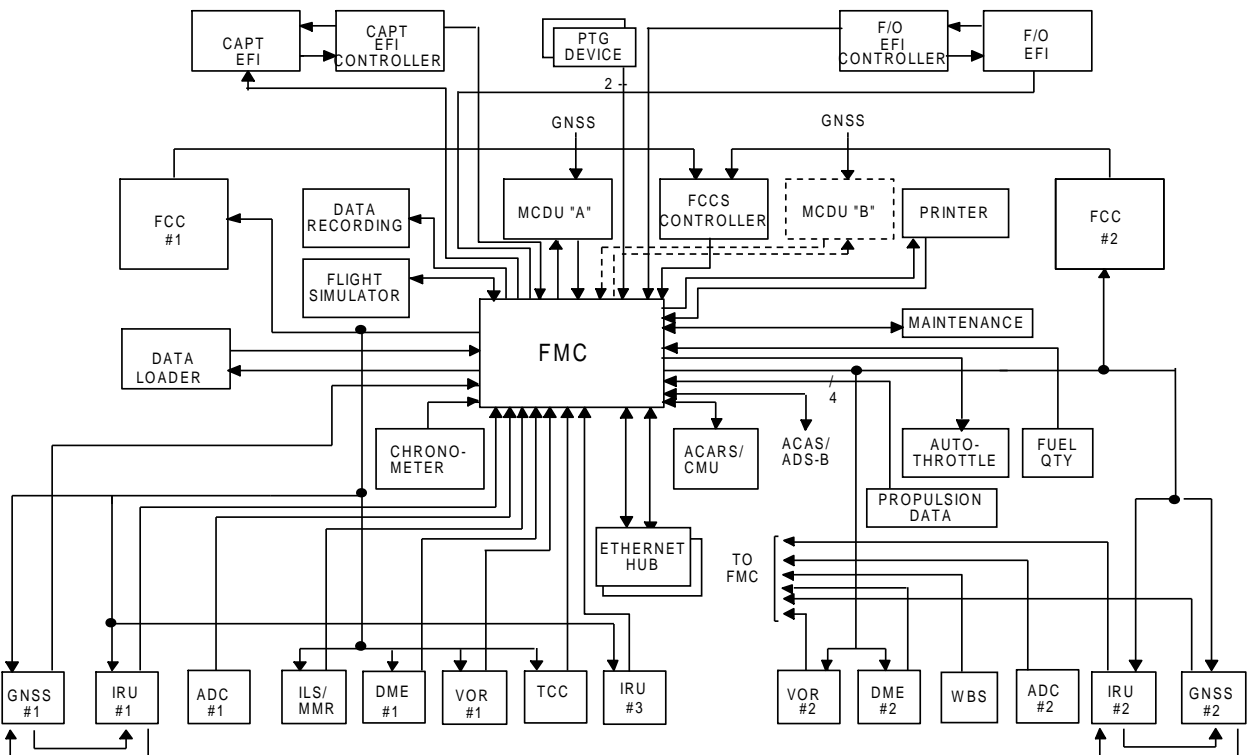 CAPT
EFI
CAPT
EFI
CONTROLLER
PTG
DEVICE
F/O
EFI
CONTROLLER
F/O
EFI
2
GNSS
GNSS
FCC
#1
DATA
RECORDING
MCDU "A"
FCCS
CONTROLLER
MCDU "B"
PRINTER
FCC
#2
FLIGHT
SIMULATOR
FMC
MAINTENANCE
DATA
LOADER
/
4
CHRONO-
METER
ACARS/
CMU
ACAS/
ADS-B
AUTO-
THROTTLE
FUEL
QTY
PROPULSION
DATA
ETHERNET
HUB
TO
FMC
GNSS
#1
IRU
#1
ADC
#1
ILS/
MMR
DME
#1
VOR
#1
TCC
IRU
#3
VOR
#2
DME
#2
WBS
ADC
#2
IRU
#2
GNSS
#2